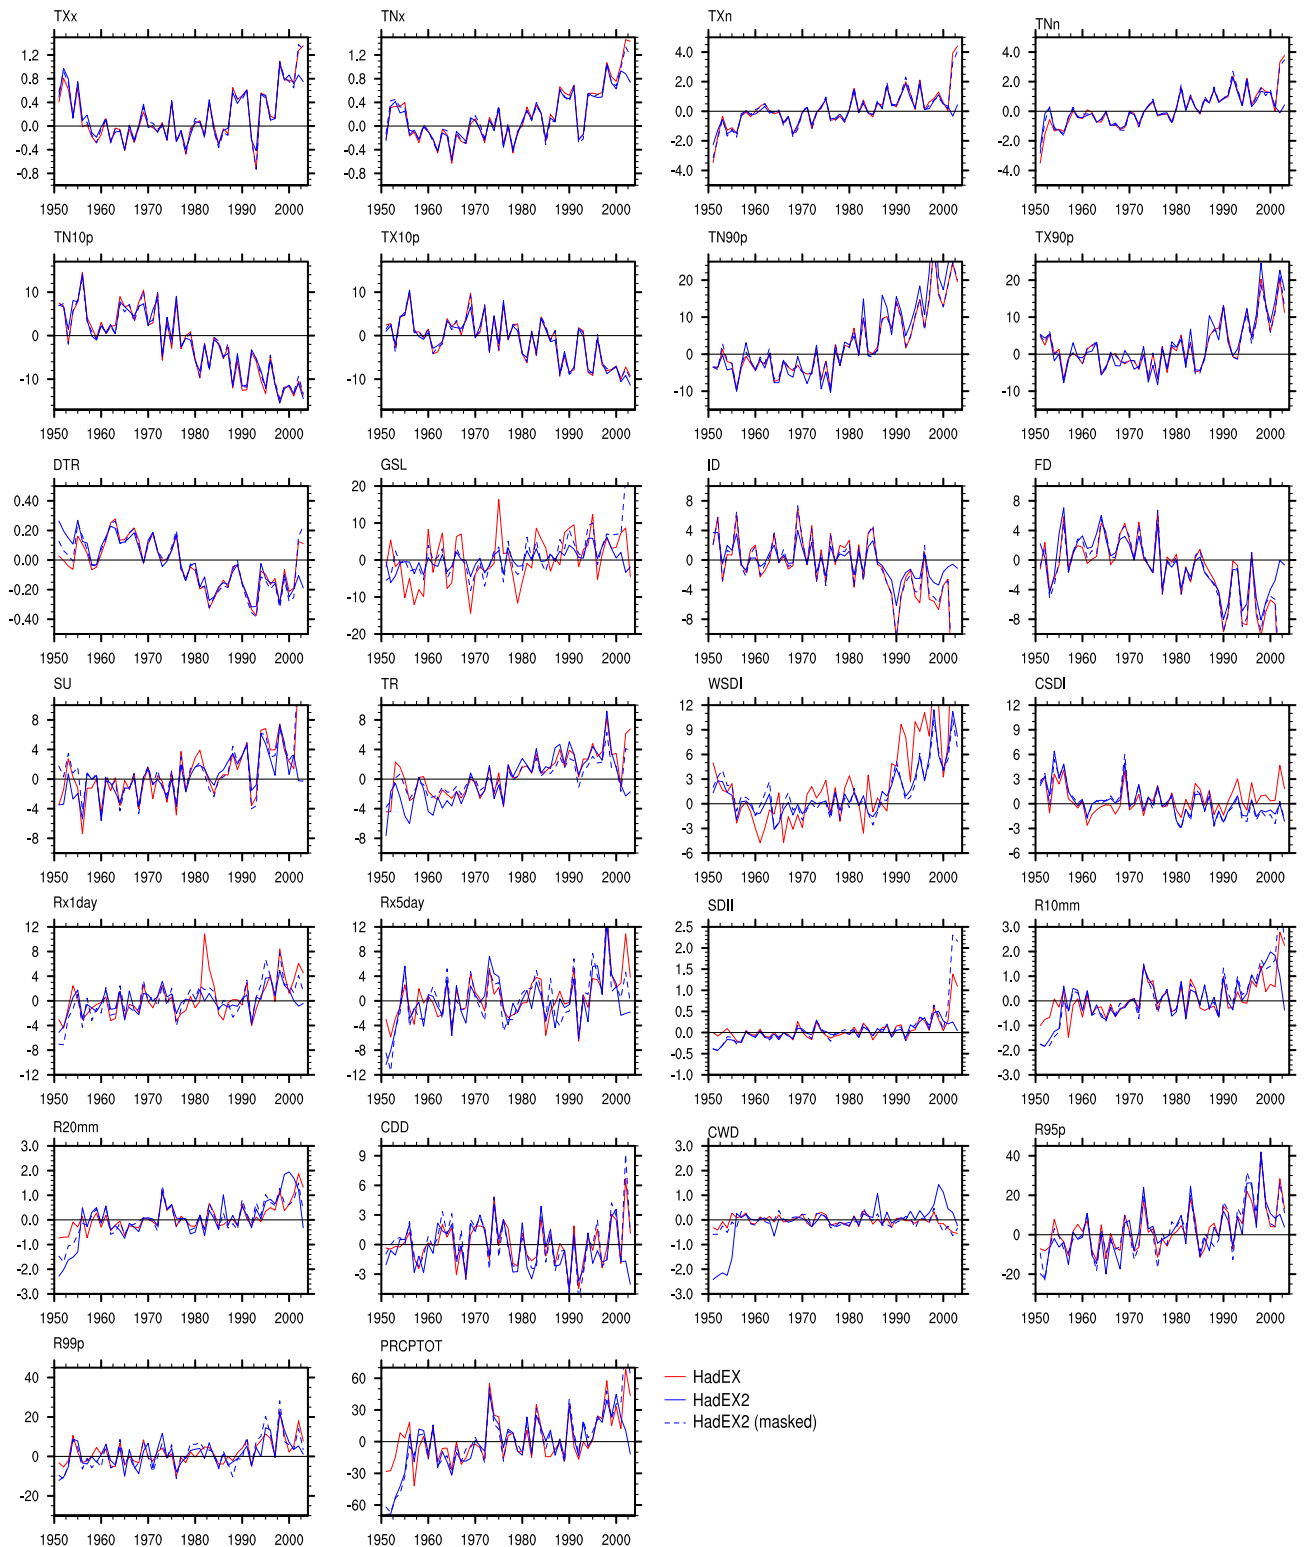 TXx TNx TXn TNn
1.2 1.2 4.0 4.0
0.8 0.8 2.0 2.0
0.4 0.4 0.0 0.0
0.0 0.0 -2.0 -2.0
-0.4 -0.4 -4.0 -4.0
-0.8 -0.8
1950 1960 1970 1980 1990 2000 1950 1960 1970 1980 1990 2000 1950 1960 1970 1980 1990 2000 1950 1960 1970 1980 1990 2000
TN10p TX10p TN90p TX90p
10 10 20 20
0 0 10 10
-10 -10 0 0
-10 -10
1950 1960 1970 1980 1990 2000 1950 1960 1970 1980 1990 2000 1950 1960 1970 1980 1990 2000 1950 1960 1970 1980 1990 2000
DTR GSL ID FD
0.40 20 8 8
0.20 10 4 4
0.00 0 0 0
-0.20 -10 -4 -4
-0.40 -20 -8 -8
1950 1960 1970 1980 1990 2000 1950 1960 1970 1980 1990 2000 1950 1960 1970 1980 1990 2000 1950 1960 1970 1980 1990 2000
SU TR WSDI CSDI
8 8 12 12
4 4 9 9
0 0 6 6
-4 -4 3 3
-8 -8 0 0
-3 -3
-6 -6
1950 1960 1970 1980 1990 2000 1950 1960 1970 1980 1990 2000 1950 1960 1970 1980 1990 2000 1950 1960 1970 1980 1990 2000
Rx1day Rx5day SDII R10mm
12 12 2.5 3.0
8 8 2.0 2.0
4 4 1.5 1.0
0 0 1.0 0.0
-4 -4 0.5 -1.0
-8 -8 0.0 -2.0
-12 -12 -0.5 -3.0
-1.0
1950 1960 1970 1980 1990 2000 1950 1960 1970 1980 1990 2000 1950 1960 1970 1980 1990 2000 1950 1960 1970 1980 1990 2000
R20mm CDD CWD R95p
3.0 9 3.0 40
2.0 6 2.0 20
1.0 3 1.0 0
0.0 0 0.0 -20
-1.0 -3 -1.0
-2.0 -2.0
-3.0 -3.0
1950 1960 1970 1980 1990 2000 1950 1960 1970 1980 1990 2000 1950 1960 1970 1980 1990 2000 1950 1960 1970 1980 1990 2000
R99p PRCPTOT
40 60
20 30
0 0
-20 -30
-60
1950 1960 1970 1980 1990 2000 1950 1960 1970 1980 1990 2000
HadEX
HadEX2
HadEX2 (masked)